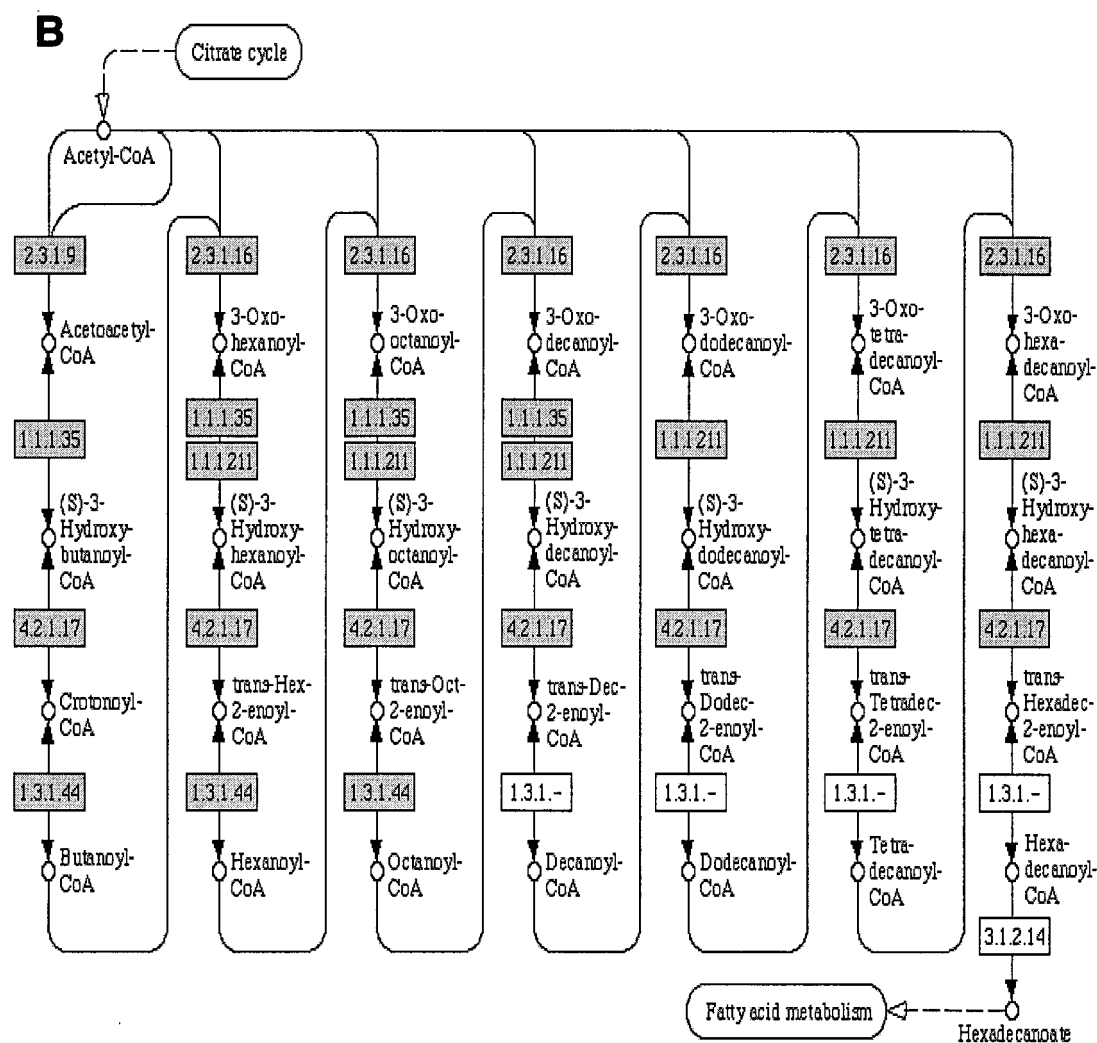 B
Citrate cycle
Acetyl-CoA
2.3.1.9
2.3.1.16
2.3.1.16
2.3.1.16
2.3.1.16
2.3.1.16
2.3.1.16
Acetoacetyl-
CoA
3-Oxo-
hexanoyl-
CoA
3-Oxo-
octanoyl-
CoA
3-Oxo-
decanoyl-
CoA
3-Oxo-
dodecanoyl-
CoA
3-Oxo-
tetra-
decanoyl-
CoA
3-Oxo-
hexa-
decanoyl-
CoA
1.1.1.35
1.1.1.35
1.1.1.211
1.1.1.35
1.1.1.211
1.1.1.35
1.1.1.211
1.1.1.211
1.1.1.211
1.1.1.211
(S)-3-
Hydroxy-
butanoyl-
CoA
(S)-3-
Hydroxy-
hexanoyl-
CoA
(S)-3-
Hydroxy-
octanoyl-
CoA
(S)-3-
Hydroxy-
decanoyl-
CoA
(S)-3-
Hydroxy-
dodecanoyl-
CoA
(S)-3-
Hydroxy-
tetra-
decanoyl-
CoA
(S)-3-
Hydroxy-
hexa-
decanoyl-
CoA
4.2.1.17
4.2.1.17
4.2.1.17
4.2.1.17
4.2.1.17
4.2.1.17
4.2.1.17
Crotonoyl-
CoA
trans-Hex-
2-enoyl-
CoA
trans-Oct-
2-enoyl-
CoA
trans-Dec-
2-enoyl-
CoA
trans-
Dodec-
2-enoyl-
CoA
trans-
Tetradec-
2-enoyl-
CoA
trans-
Hexadec-
2-enoyl-
CoA
1.3.1.44
1.3.1.44
1.3.1.44
1.3.1.-
1.3.1.-
1.3.1.-
1.3.1.-
Butanoyl-
CoA
Hexanoyl-
CoA
Octanoyl-
CoA
Decanoyl-
CoA
Dodecanoyl-
CoA
Tetra-
decanoyl-
CoA
Hexa-
decanoyl-
CoA
3.1.2.14
Fatty acid metabolism
Hexadecanoate